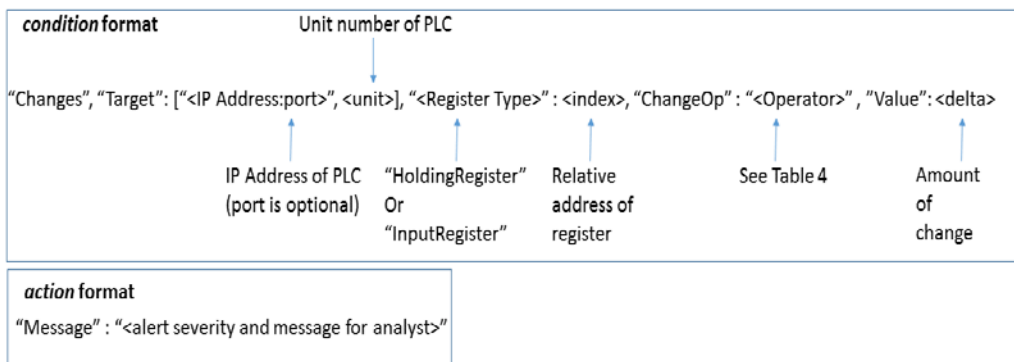 condition format
Unit number of PLC
“Changes”, “Target”: [“<IP Address:port>”, <unit>], “<Register Type>” : <index>, “ChangeOp” : “<Operator>” , ”Value”: <delta>
IP Address of PLC
(port is optional)
“HoldingRegister”
Or
“InputRegister”
Relative
address of
register
See Table 4
Amount
of
change
action format
“Message” : “<alert severity and message for analyst>”